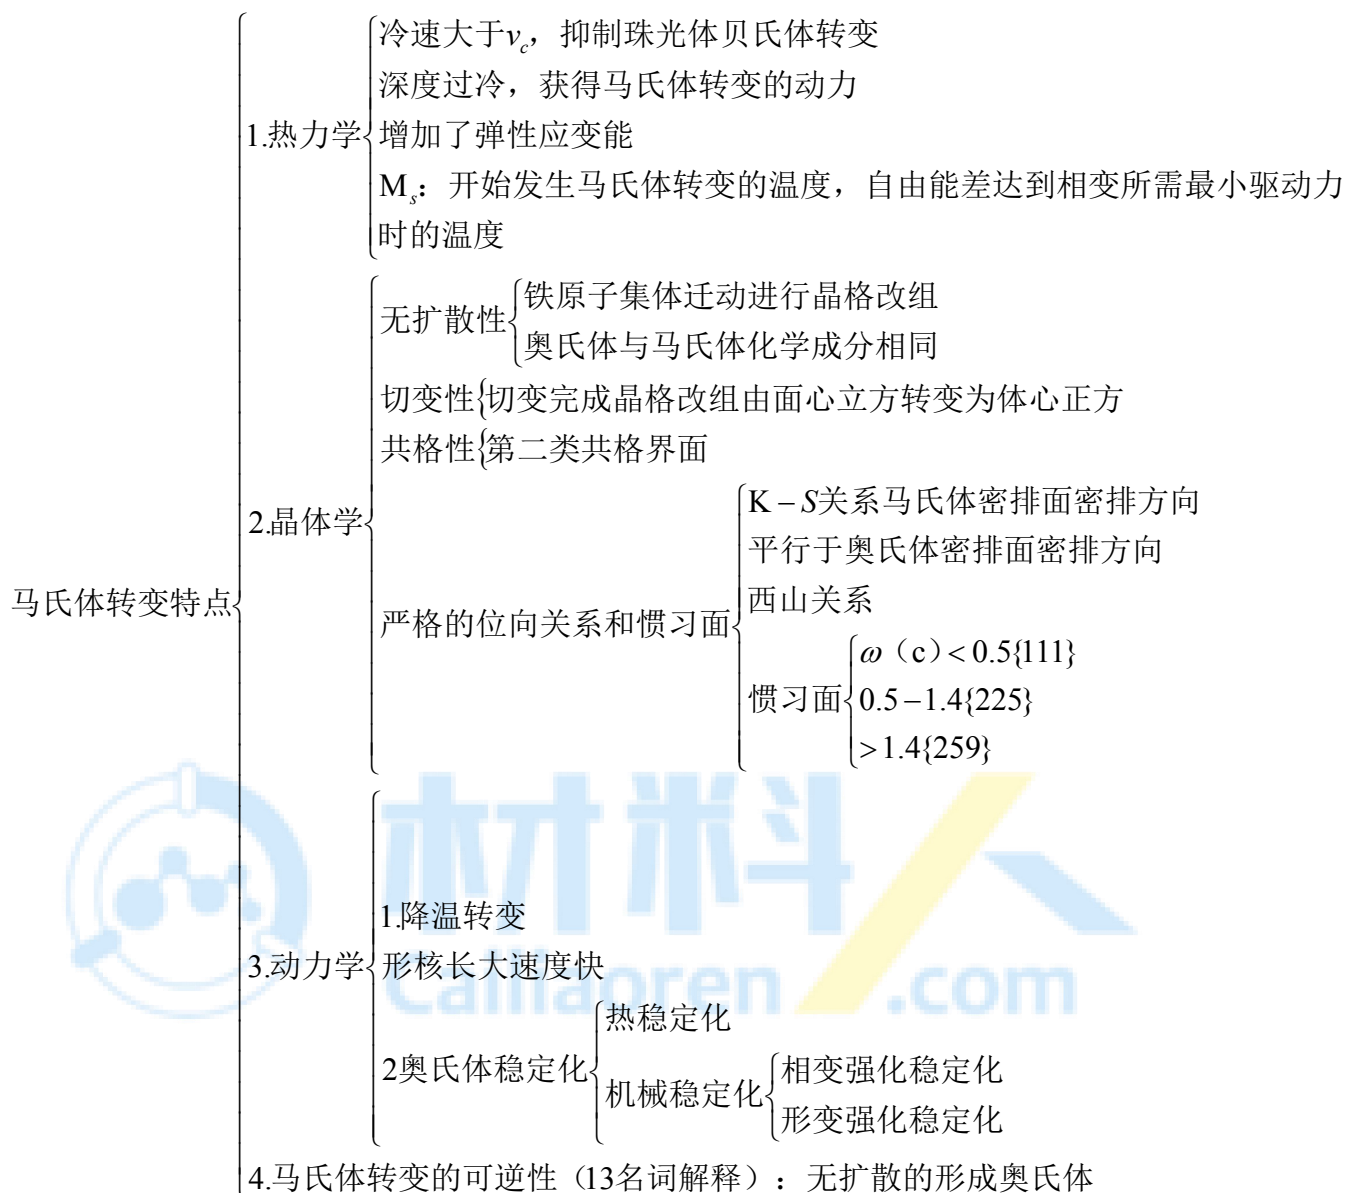 冷速大于v_c，抑制珠光体贝氏体转变
深度过冷，获得马氏体转变的动力
1.热力学
增加了弹性应变能
M_s：开始发生马氏体转变的温度，自由能差达到相变所需最小驱动力
时的温度
无扩散性
铁原子集体迁动进行晶格改组
奥氏体与马氏体化学成分相同
切变性{切变完成晶格改组由面心立方转变为体心正方
共格性{第二类共格界面
2.晶体学
K－S关系马氏体密排面密排方向
平行于奥氏体密排面密排方向
马氏体转变特点
严格的位向关系和惯习面
西山关系
惯习面
ω（c）< 0.5{111}
0.5－1.4{225}
>1.4{259}
材料人
Cailiaoren.com
1.降温转变
3.动力学
形核长大速度快
2奥氏体稳定化
热稳定化
机械稳定化
相变强化稳定化
形变强化稳定化
4.马氏体转变的可逆性（13名词解释）：无扩散的形成奥氏体